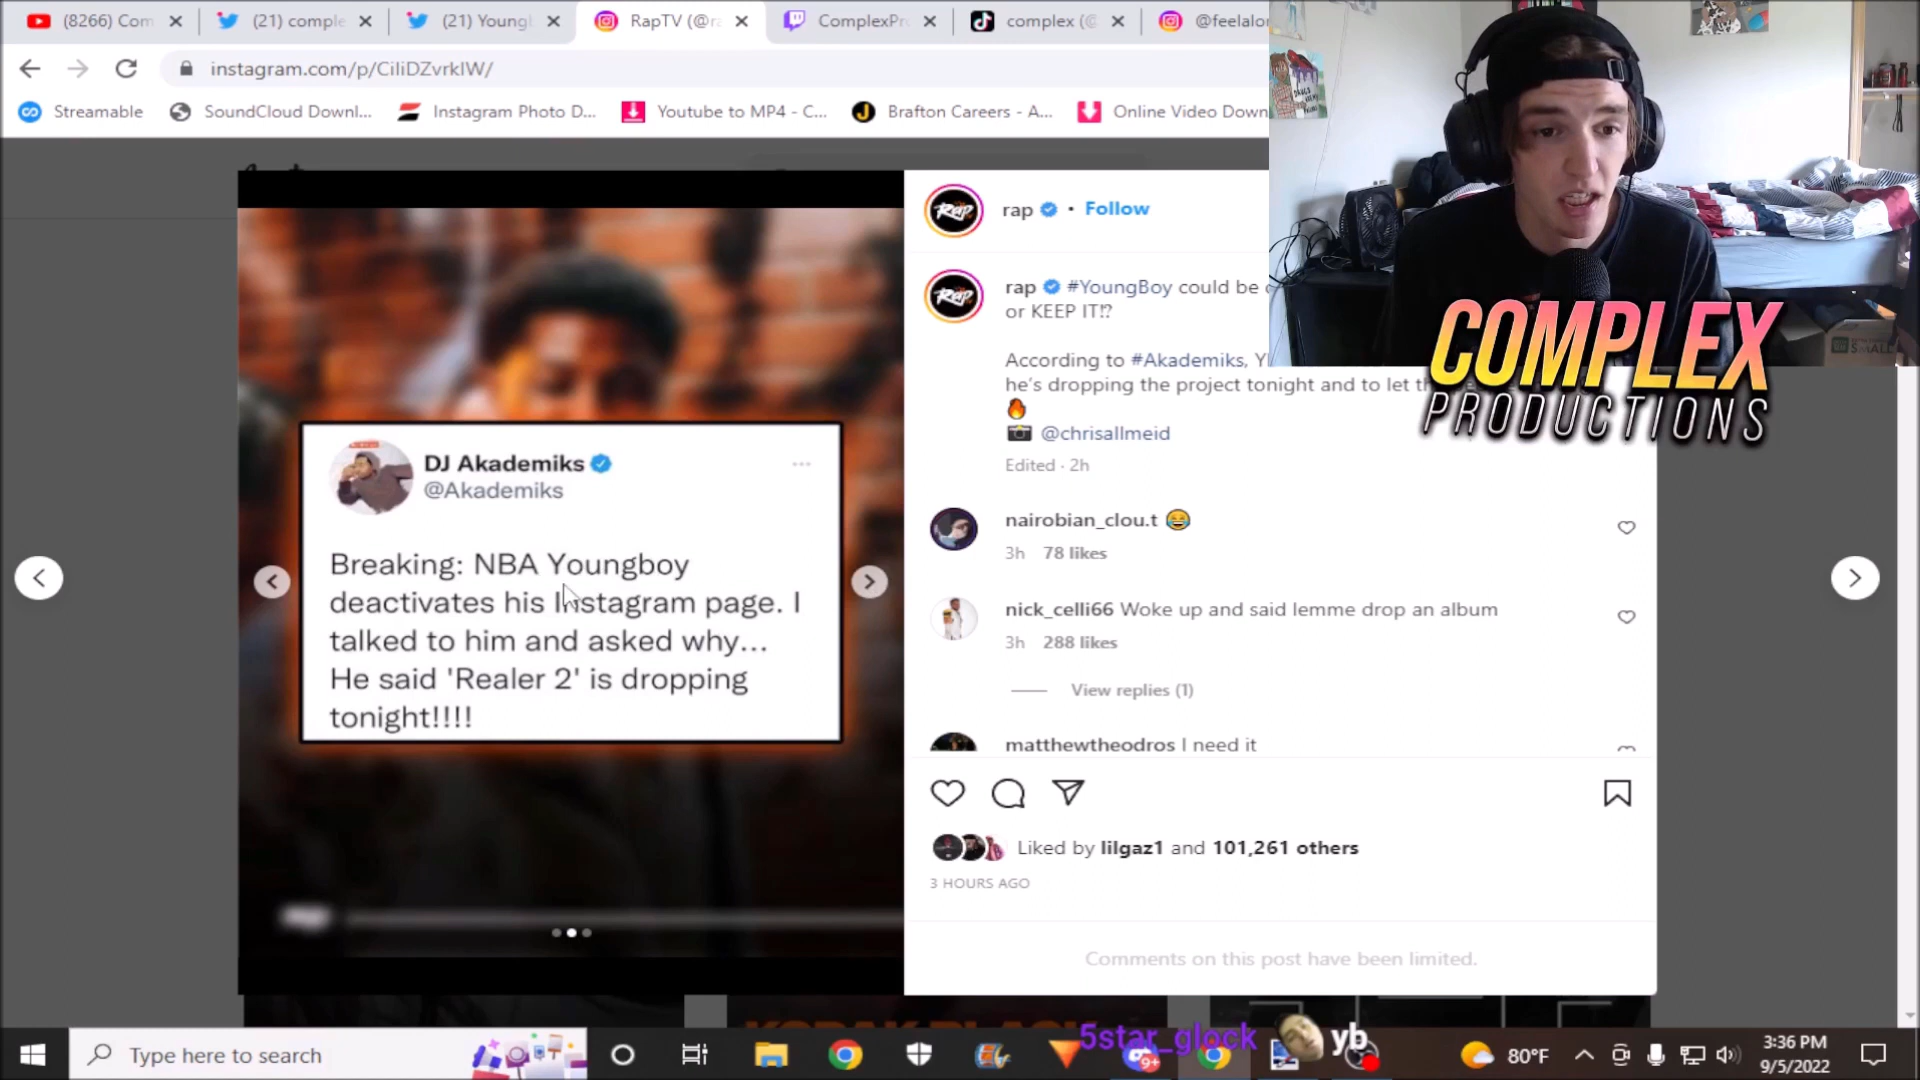 (8266) Com
(21) comple
(21) Youngl
RapTV (@ra
ComplexPro
complex (@
@feelalo
instagram.com/p/CiliDZvrkIW/
Streamable
SoundCloud Downl...
Instagram Photo D...
Youtube to MP4 - C...
Brafton Careers - A...
Online Video Down
rap • Follow
rap #YoungBoy could be
or KEEP IT⁉
According to #Akademiks,
he's dropping the project tonight and to let th
🔥
📷 @chrisallmeid
Edited · 2h
COMPLEX
PRODUCTIONS
DJ Akademiks
@Akademiks
Breaking: NBA Youngboy
deactivates his Instagram page. I
talked to him and asked why...
He said 'Realer 2' is dropping
tonight!!!!
nairobian_clou.t 😂
3h 78 likes
nick_celli66 Woke up and said lemme drop an album
3h 288 likes
View replies (1)
matthewtheodros I need it
Liked by lilgaz1 and 101,261 others
3 HOURS AGO
Comments on this post have been limited.
Type here to search
5star_glock
yb
80°F
3:36 PM
9/5/2022